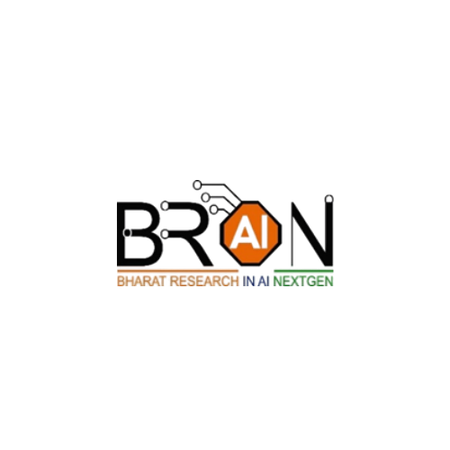 BRAIN
BHARAT RESEARCH IN AI NEXTGEN